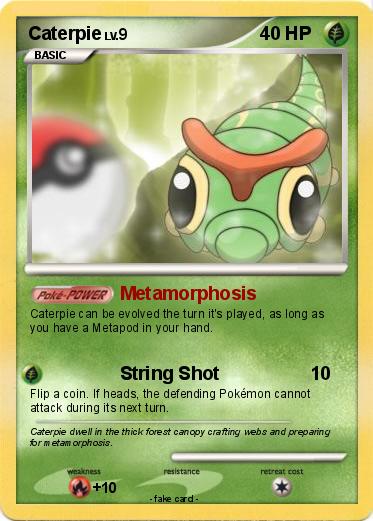 Caterpie LV.9 40 HP
BASIC
Poké-POWER Metamorphosis
Caterpie can be evolved the turn it's played, as long as
you have a Metapod in your hand.
String Shot 10
Flip a coin. If heads, the defending Pokémon cannot
attack during its next turn.
Caterpie dwell in the thick forest canopy crafting webs and preparing
for metamorphosis.
weakness resistance retreat cost
+10
- fake card -